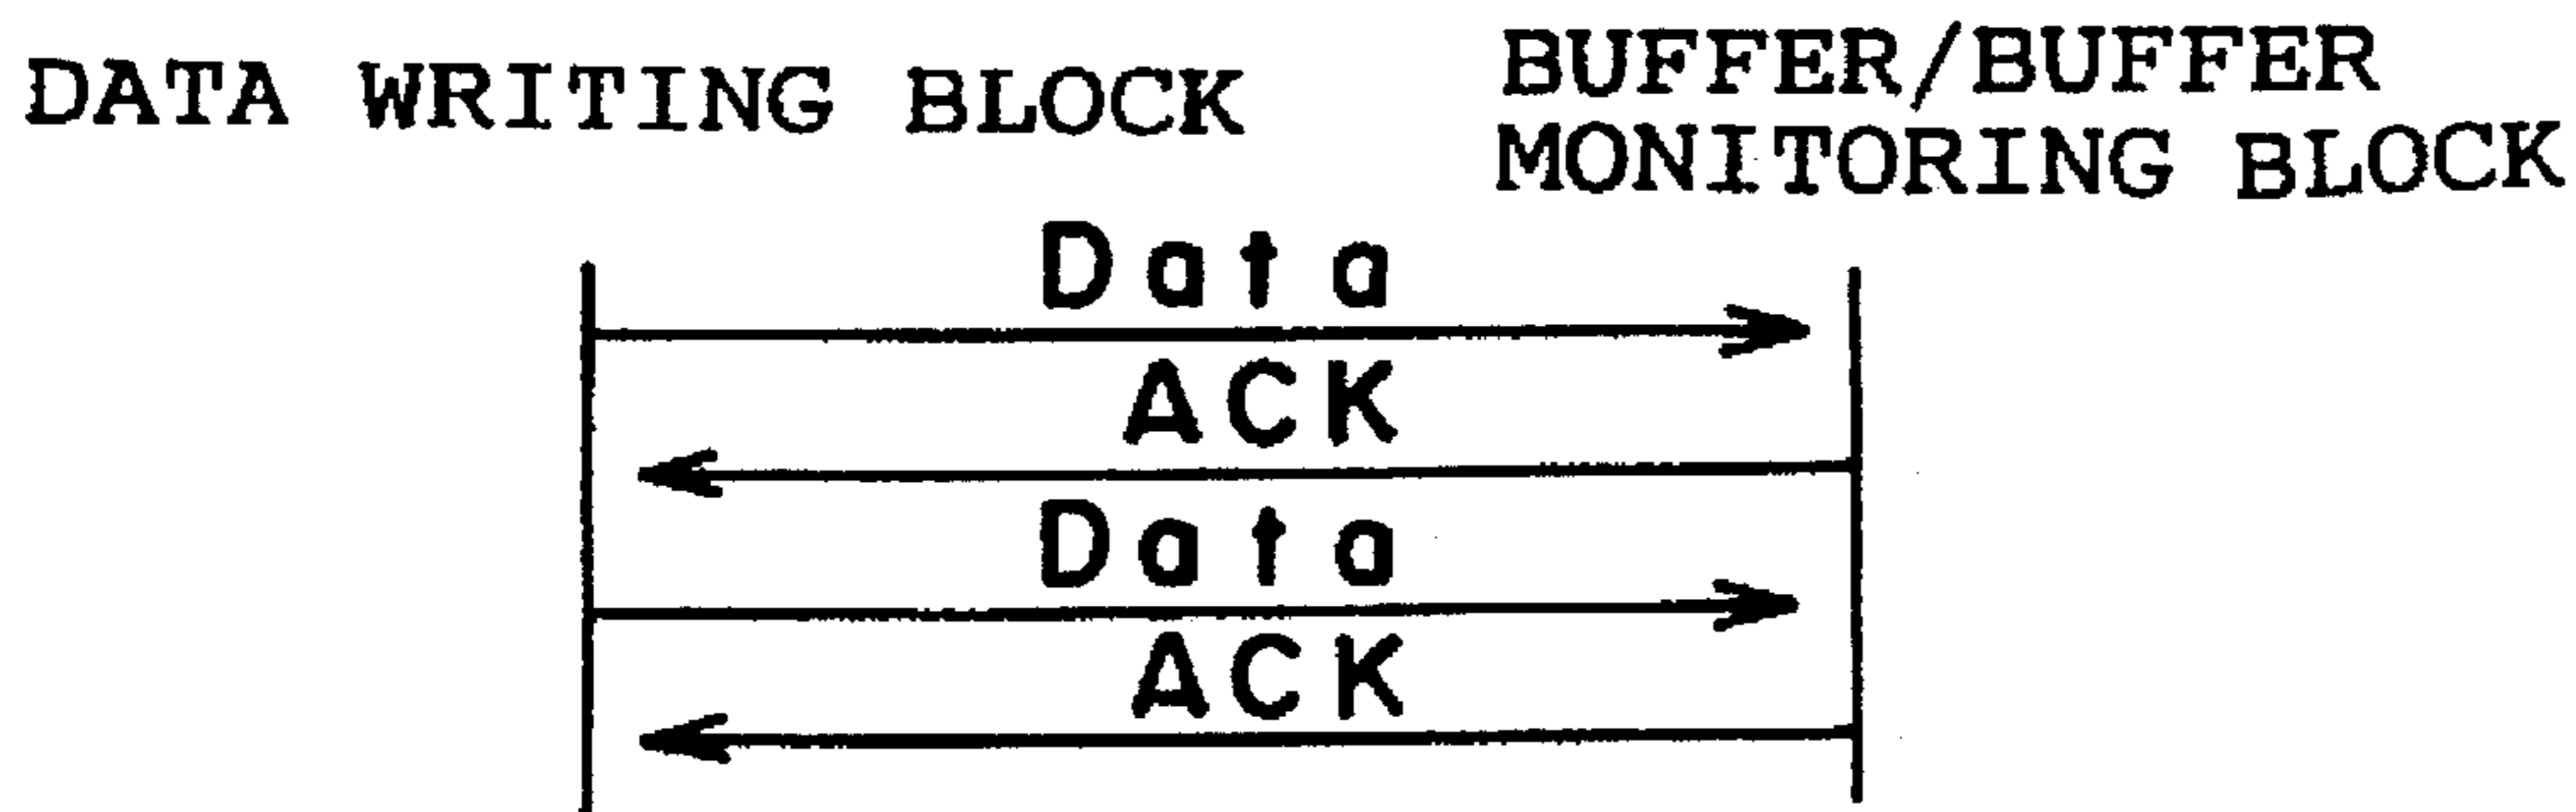 DATA WRITING BLOCK
BUFFER/BUFFER
MONITORING BLOCK
Data
ACK
Data
ACK